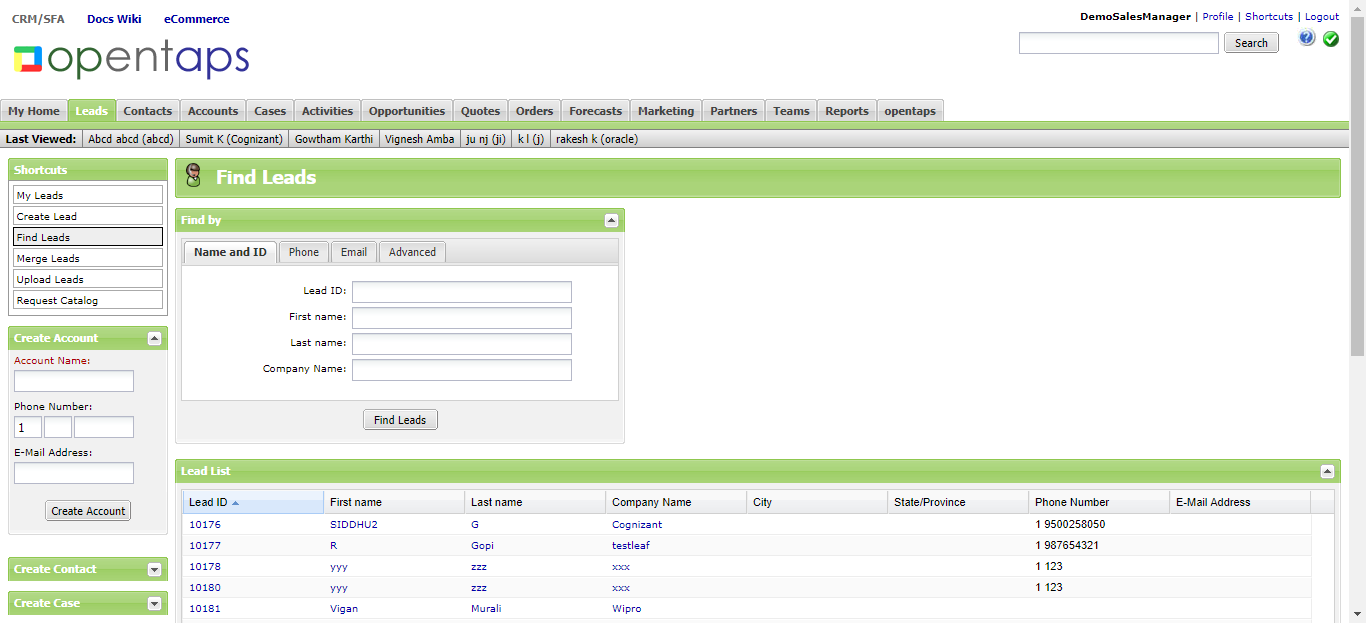 CRM/SFA Docs Wiki eCommerce
DemoSalesManager | Profile | Shortcuts | Logout
opentaps
Search
My Home Leads Contacts Accounts Cases Activities Opportunities Quotes Orders Forecasts Marketing Partners Teams Reports opentaps
Last Viewed: Abcd abcd (abcd) Sumit K (Cognizant) Gowtham Karthi Vignesh Amba ju nj (ji) k l (j) rakesh k (oracle)
Shortcuts
My Leads
Create Lead
Find Leads
Merge Leads
Upload Leads
Request Catalog
Create Account
Account Name:
Phone Number:
1
E-Mail Address:
Create Account
Create Contact
Create Case
Find Leads
Find by
Name and ID Phone Email Advanced
Lead ID:
First name:
Last name:
Company Name:
Find Leads
Lead List
Lead ID First name Last name Company Name City State/Province Phone Number E-Mail Address
10176 SIDDHU2 G Cognizant 1 9500258050
10177 R Gopi testleaf 1 987654321
10178 yyy zzz xxx 1 123
10180 yyy zzz xxx 1 123
10181 Vigan Murali Wipro